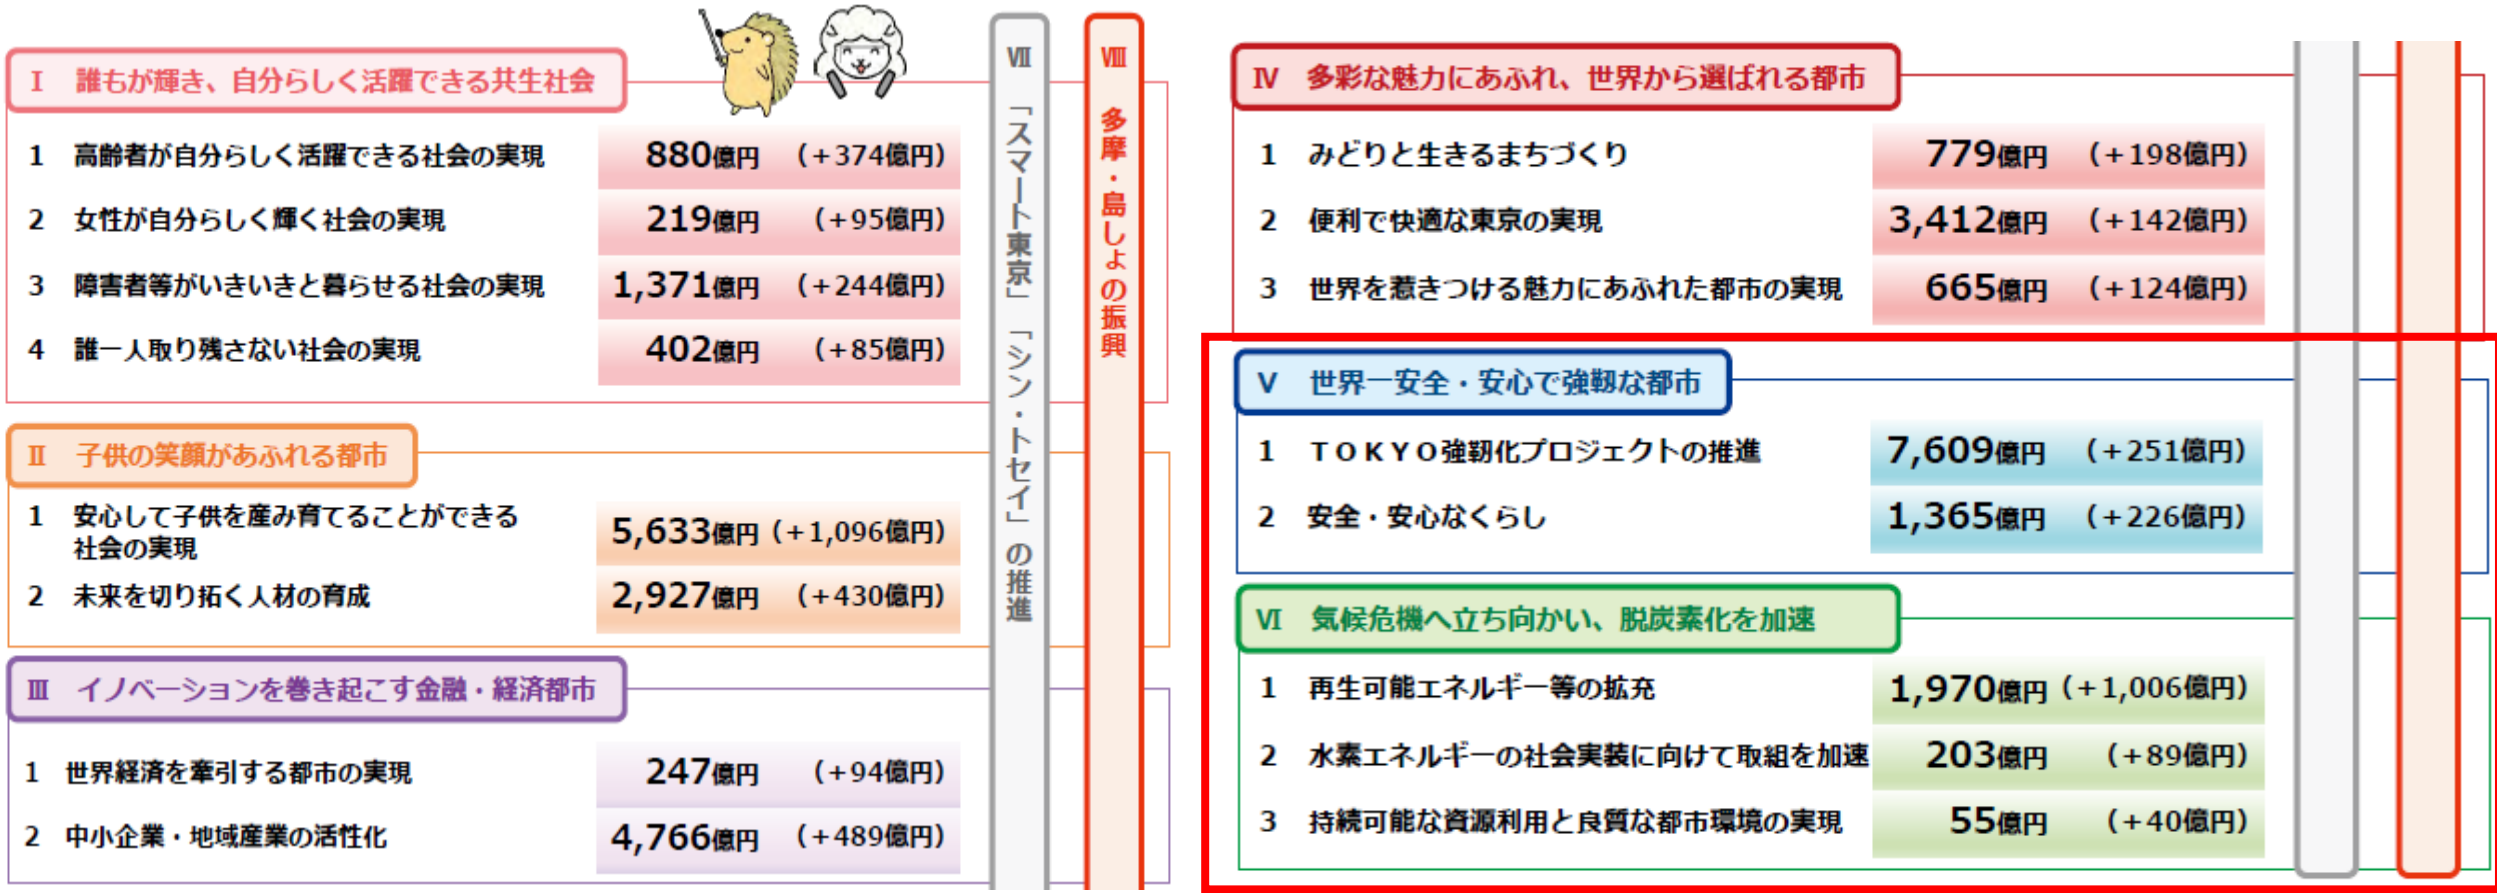 Ⅰ 誰もが輝き、自分らしく活躍できる共生社会
1 高齢者が自分らしく活躍できる社会の実現 880億円 （+374億円）
2 女性が自分らしく輝く社会の実現 219億円 （+95億円）
3 障害者等がいきいきと暮らせる社会の実現 1,371億円 （+244億円）
4 誰一人取り残さない社会の実現 402億円 （+85億円）
Ⅱ 子供の笑顔があふれる都市
1 安心して子供を産み育てることができる
社会の実現 5,633億円 （+1,096億円）
2 未来を切り拓く人材の育成 2,927億円 （+430億円）
Ⅲ イノベーションを巻き起こす金融・経済都市
1 世界経済を牽引する都市の実現 247億円 （+94億円）
2 中小企業・地域産業の活性化 4,766億円 （+489億円）
Ⅶ 「スマート東京」「シン・トセイ」の推進
Ⅷ 多摩・島しょの振興
Ⅳ 多彩な魅力にあふれ、世界から選ばれる都市
1 みどりと生きるまちづくり 779億円 （+198億円）
2 便利で快適な東京の実現 3,412億円 （+142億円）
3 世界を惹きつける魅力にあふれた都市の実現 665億円 （+124億円）
Ⅴ 世界一安全・安心で強靱な都市
1 ＴＯＫＹＯ強靭化プロジェクトの推進 7,609億円 （+251億円）
2 安全・安心なくらし 1,365億円 （+226億円）
Ⅵ 気候危機へ立ち向かい、脱炭素化を加速
1 再生可能エネルギー等の拡充 1,970億円 （+1,006億円）
2 水素エネルギーの社会実装に向けて取組を加速 203億円 （+89億円）
3 持続可能な資源利用と良質な都市環境の実現 55億円 （+40億円）